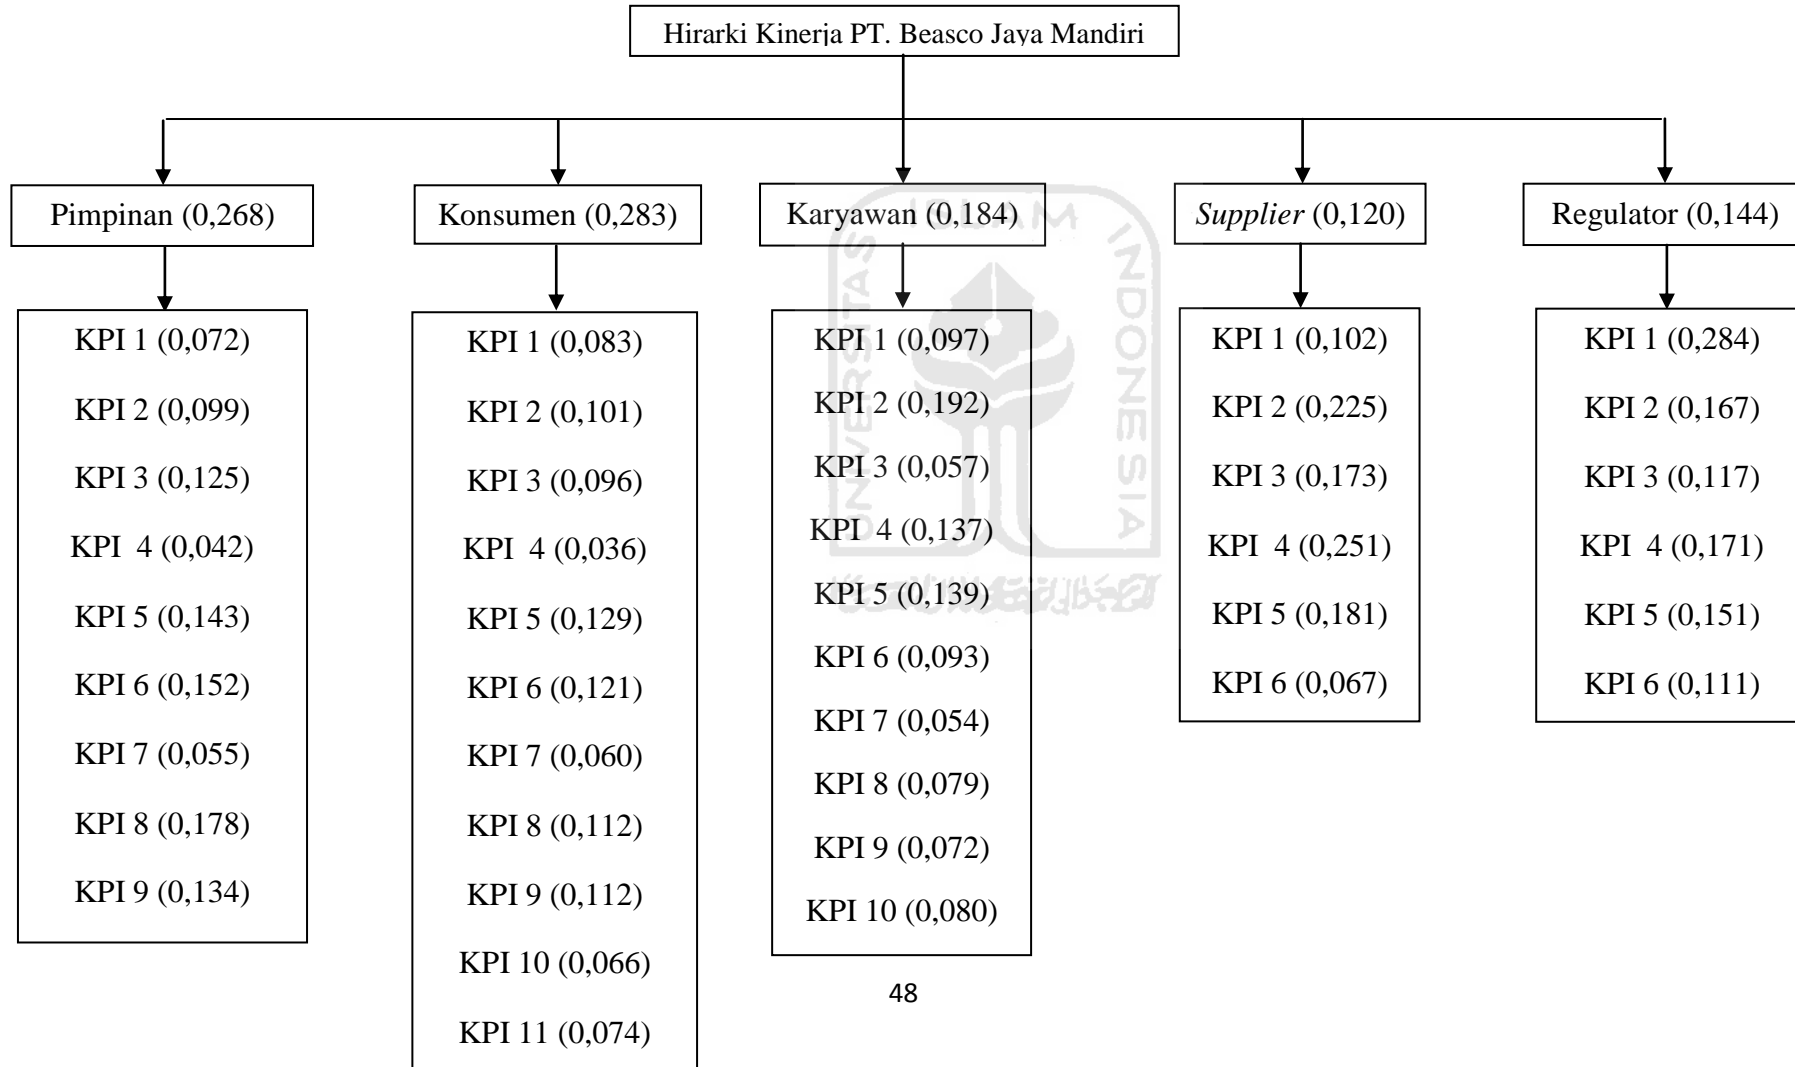 Hirarki Kinerja PT. Beasco Jaya Mandiri
Pimpinan (0,268)
KPI 1 (0,072)
KPI 2 (0,099)
KPI 3 (0,125)
KPI 4 (0,042)
KPI 5 (0,143)
KPI 6 (0,152)
KPI 7 (0,055)
KPI 8 (0,178)
KPI 9 (0,134)
Konsumen (0,283)
KPI 1 (0,083)
KPI 2 (0,101)
KPI 3 (0,096)
KPI 4 (0,036)
KPI 5 (0,129)
KPI 6 (0,121)
KPI 7 (0,060)
KPI 8 (0,112)
KPI 9 (0,112)
KPI 10 (0,066)
KPI 11 (0,074)
Karyawan (0,184)
KPI 1 (0,097)
KPI 2 (0,192)
KPI 3 (0,057)
KPI 4 (0,137)
KPI 5 (0,139)
KPI 6 (0,093)
KPI 7 (0,054)
KPI 8 (0,079)
KPI 9 (0,072)
KPI 10 (0,080)
Supplier (0,120)
KPI 1 (0,102)
KPI 2 (0,225)
KPI 3 (0,173)
KPI 4 (0,251)
KPI 5 (0,181)
KPI 6 (0,067)
Regulator (0,144)
KPI 1 (0,284)
KPI 2 (0,167)
KPI 3 (0,117)
KPI 4 (0,171)
KPI 5 (0,151)
KPI 6 (0,111)
UNIVERSITAS
ISLAM
INDONESIA
48